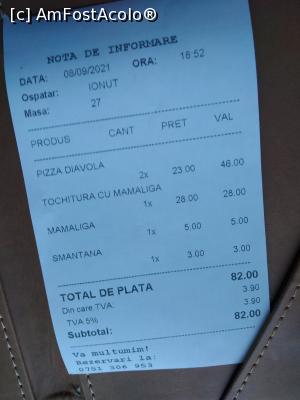 [c] AmFostAcolo®
NOTA DE INFORMARE
DATA: 08/09/2021 ORA: 18:52
Ospatar: IONUT
Masa: 27
PRODUS CANT PRET VAL
PIZZA DIAVOLA
2x 23.00 46.00
TOCHITURA CU MAMALIGA
1x 28.00 28.00
MAMALIGA
1x 5.00 5.00
SMANTANA
1x 3.00 3.00
TOTAL DE PLATA 82.00
Din care TVA: 3.90
TVA 5% 3.90
Subtotal: 82.00
Va multumim!
Rezervari la:
0751 306 953